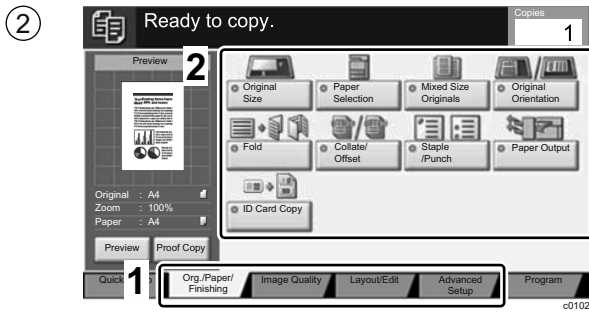 2
Ready to copy.
Copies
1
Preview
2
Original
Size
Paper
Selection
Mixed Size
Originals
Original
Orientation
Fold
Collate/
Offset
Staple
/Punch
Paper Output
ID Card Copy
Original : A4
Zoom : 100%
Paper : A4
Preview
Proof Copy
1
Quick
Org./Paper/
Finishing
Image Quality
Layout/Edit
Advanced
Setup
Program
c0102